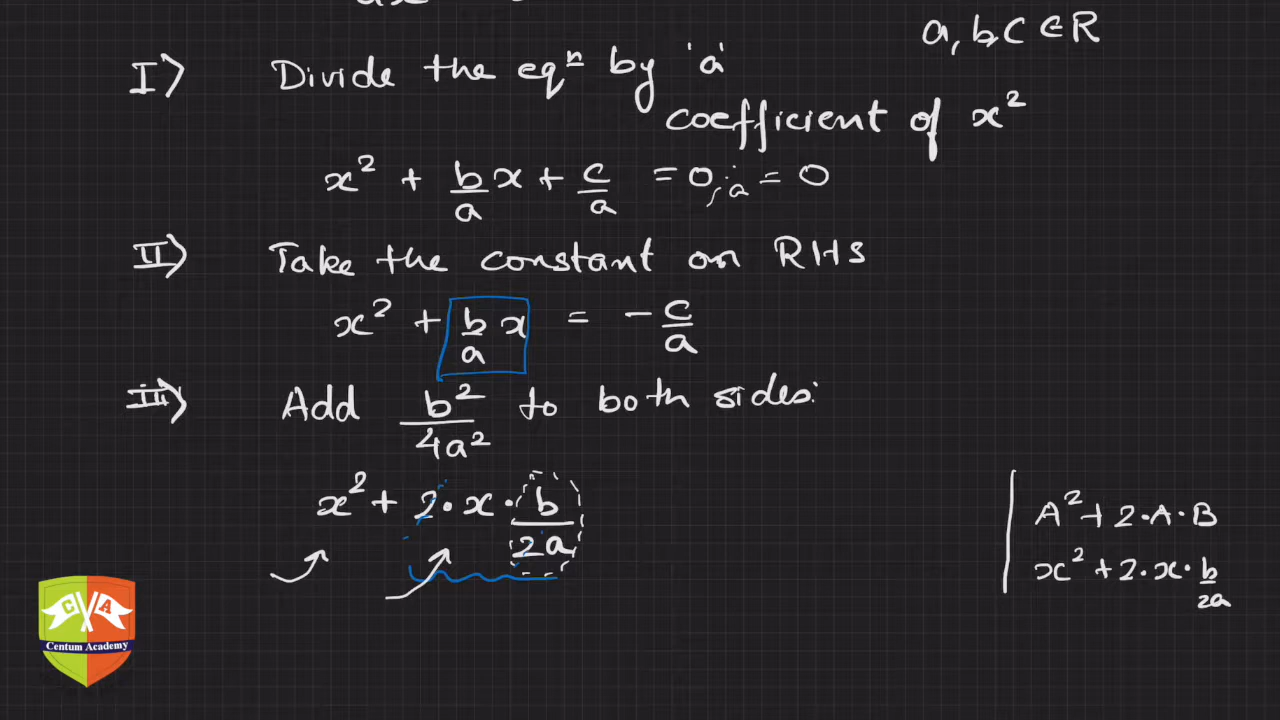 a, b, C ∈ R
I) Divide the eqⁿ by 'a'
coefficient of x²
x² + b/a x + c/a = 0, a = 0
II) Take the constant on RHS
x² + b/a x = - c/a
III) Add b²/4a² to both sides:
x² + 2·x·b/2a
A² + 2·A·B
x² + 2·x·b/2a
C A
Centum Academy